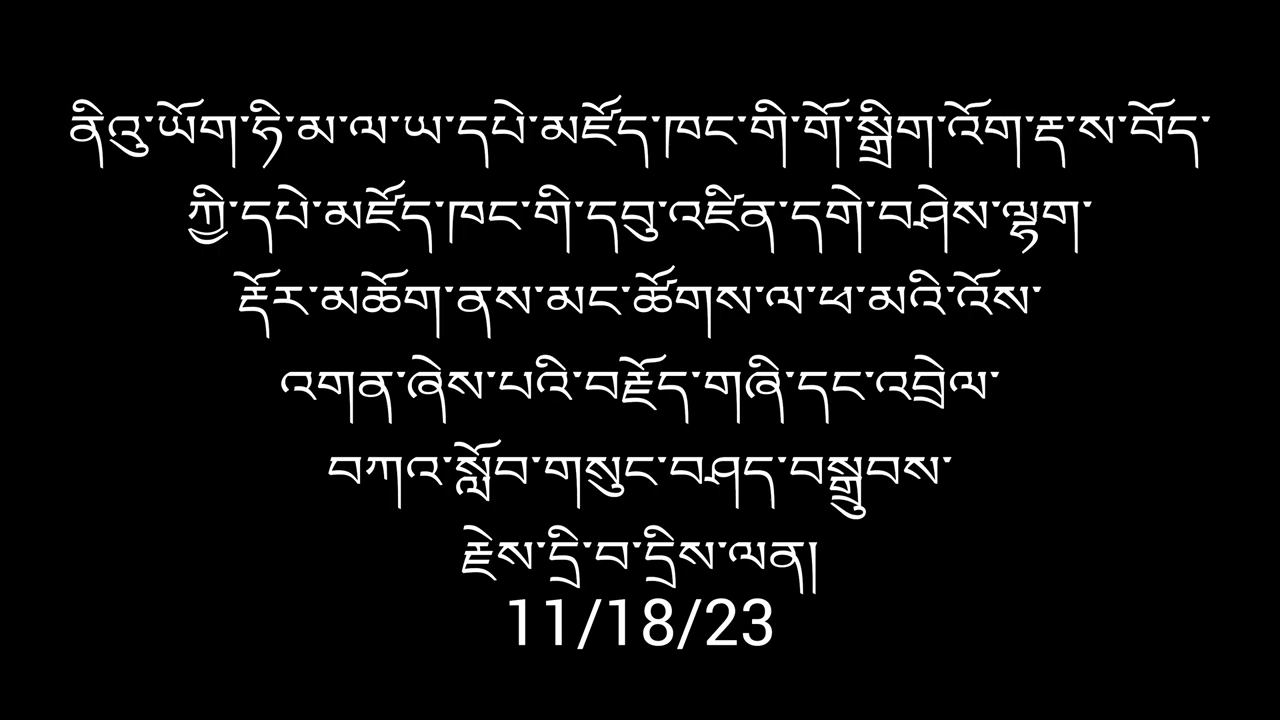 ནིའུ་ཡོག་ཧི་མ་ལ་ཡ་དཔེ་མཛོད་ཁང་གི་གོ་སྒྲིག་འོག་རྡ་ས་བོད་
ཀྱི་དཔེ་མཛོད་ཁང་གི་དབུ་འཛིན་དགེ་བཤེས་ལྷག་
རྡོར་མཆོག་ནས་མང་ཚོགས་ལ་ཕ་མའི་འོས་
འགན་ཞེས་པའི་བརྗོད་གཞི་དང་འབྲེལ་
བཀའ་སློབ་གསུང་བཤད་བསྒྲུབས་
རྗེས་དྲི་བ་དྲིས་ལན།
11/18/23